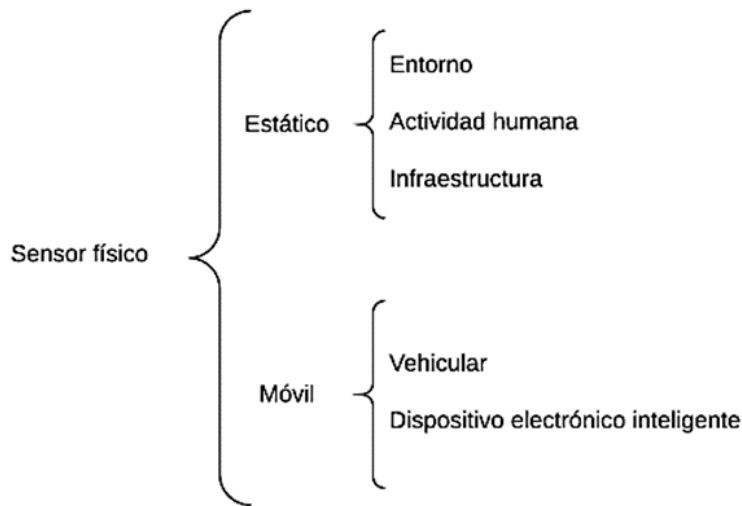 Sensor físico
Estático
Entorno
Actividad humana
Infraestructura
Móvil
Vehicular
Dispositivo electrónico inteligente